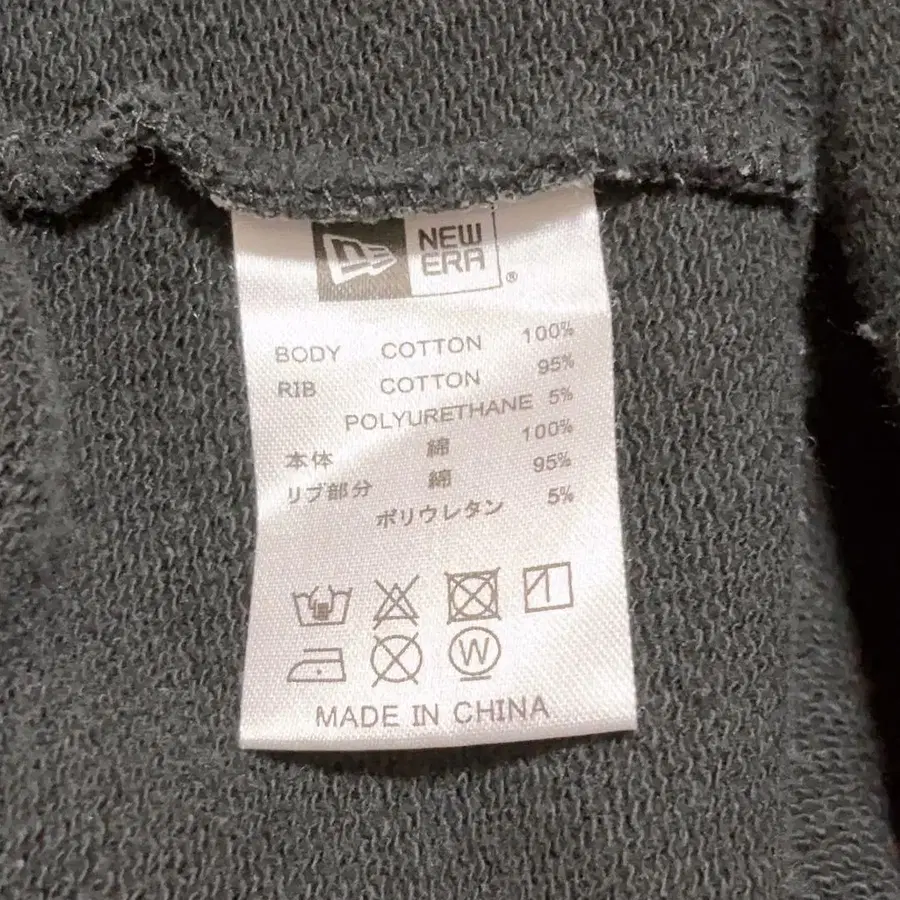 NEW
ERA
®
BODY COTTON 100%
RIB COTTON 95%
POLYURETHANE 5%
本体 綿 100%
リブ部分 綿 95%
ポリウレタン 5%
W
MADE IN CHINA